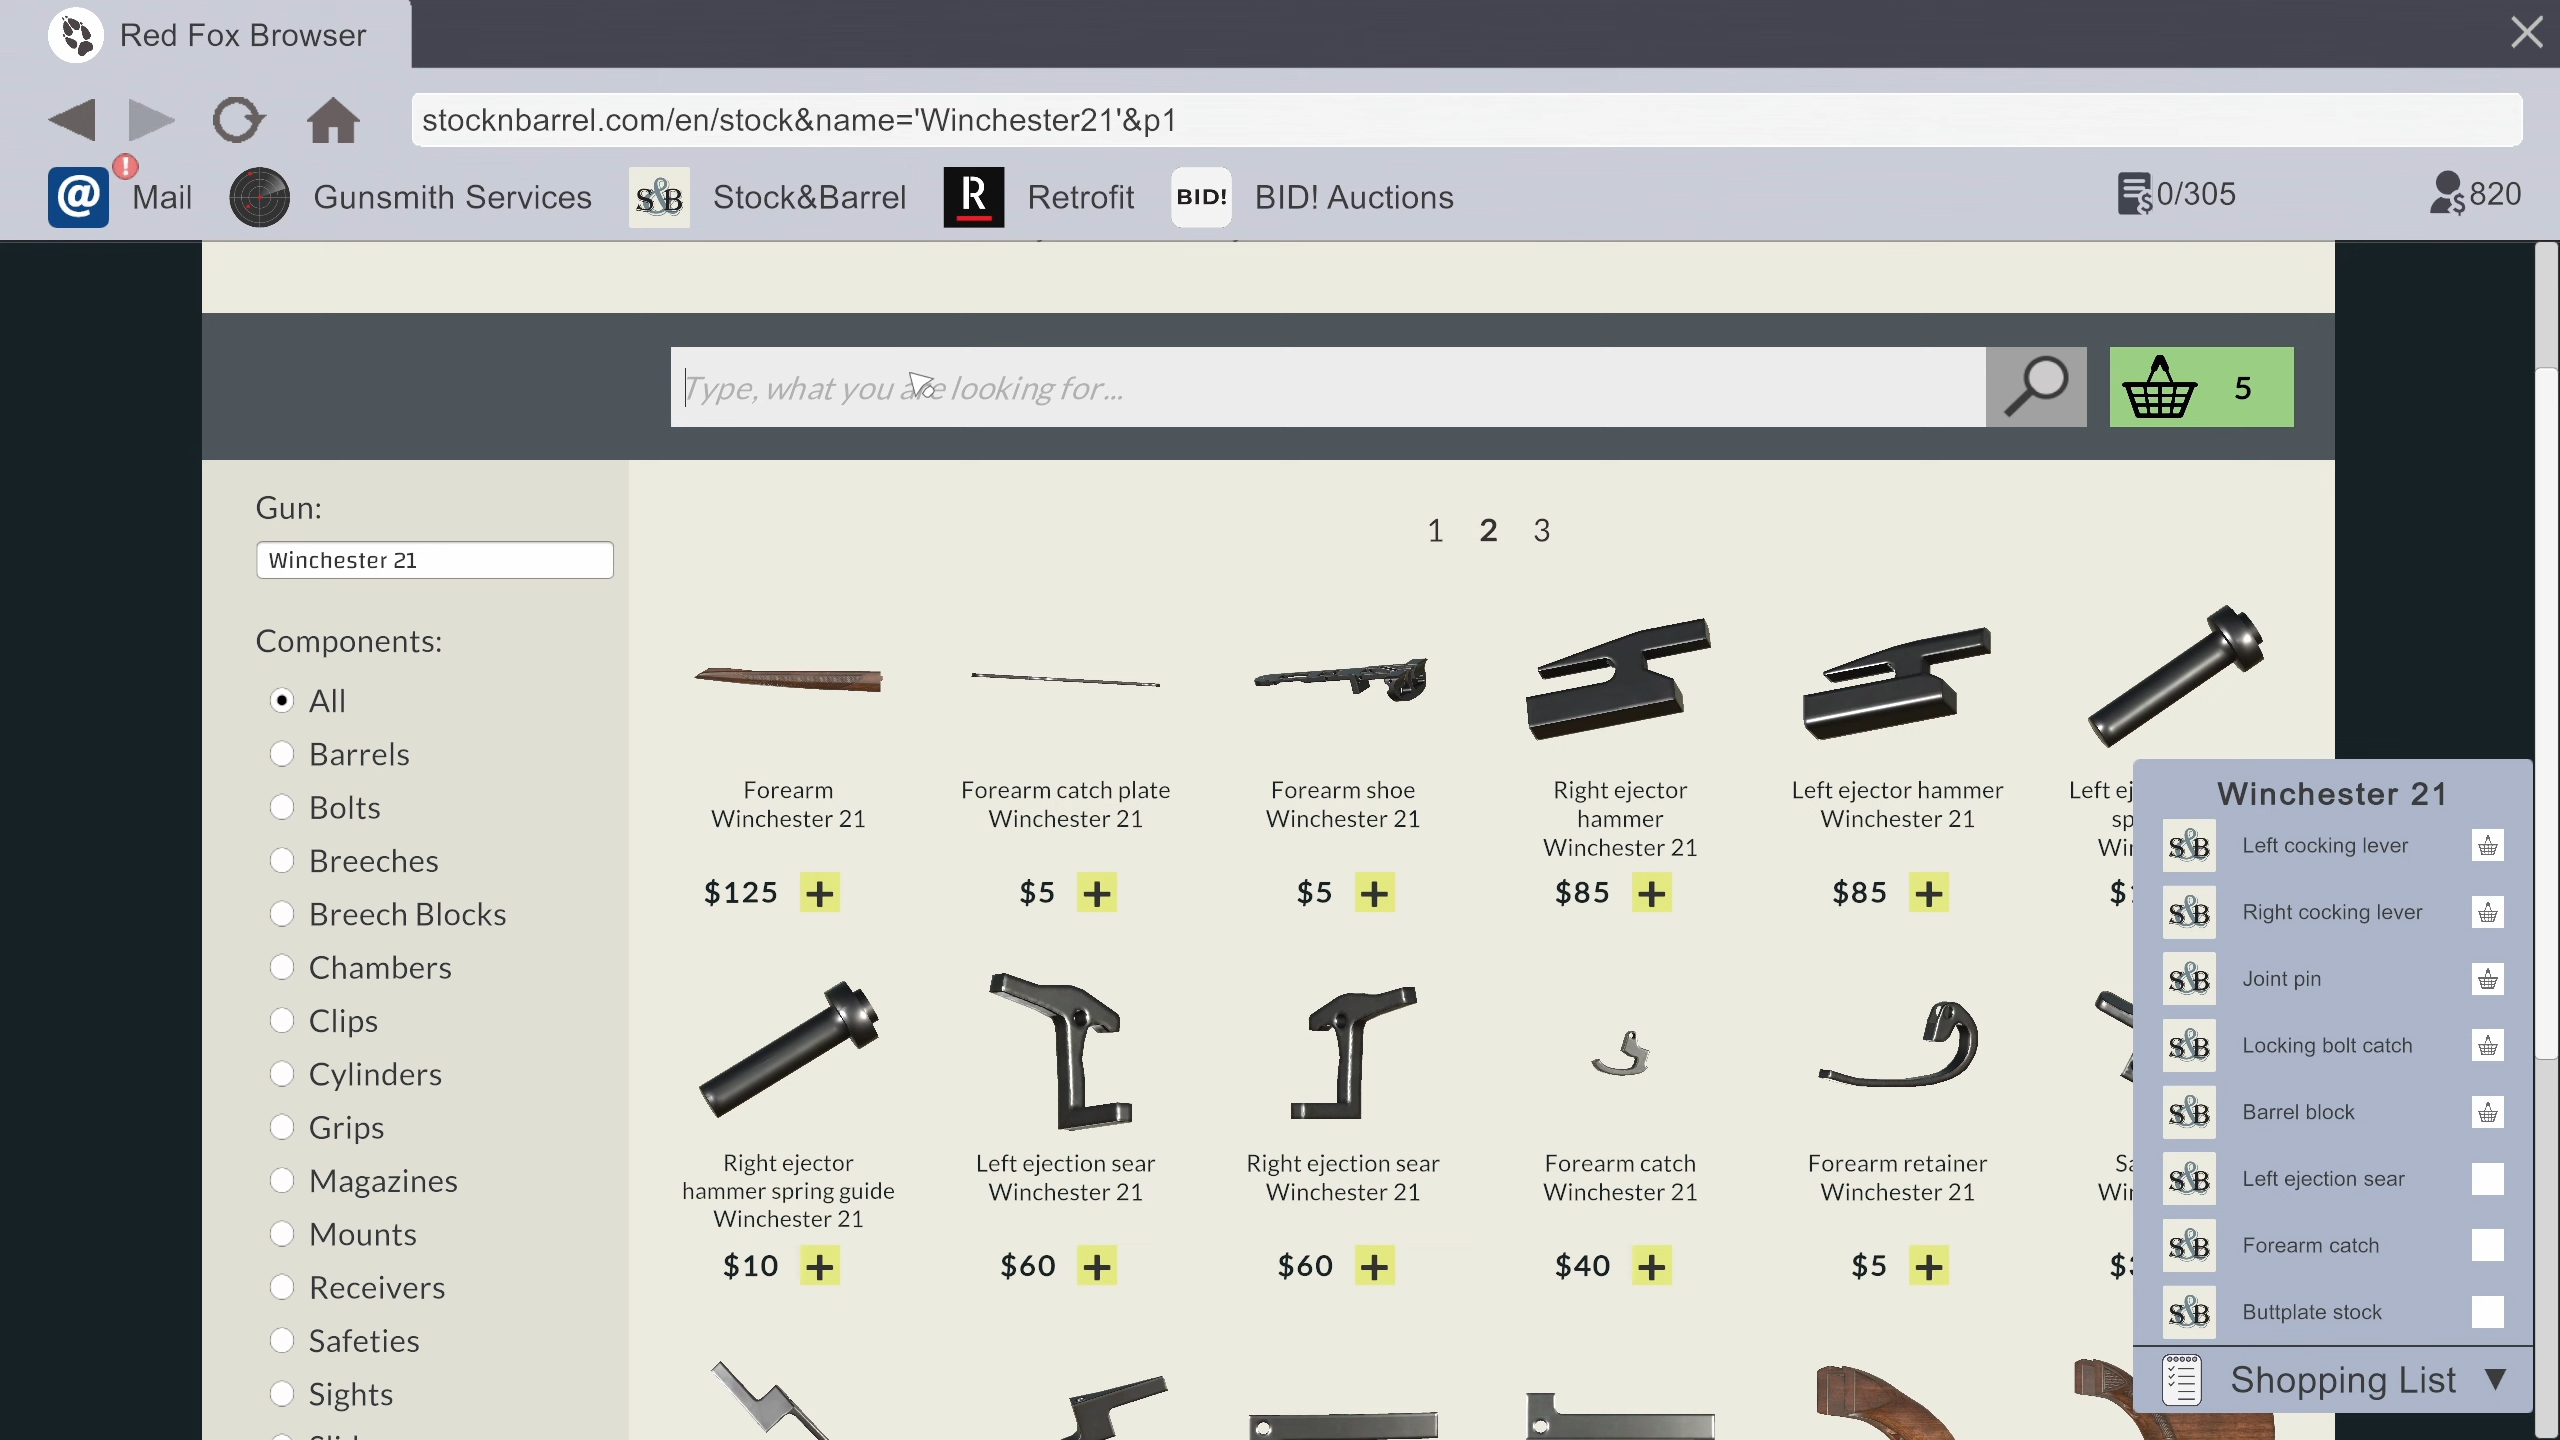 Red Fox Browser
stocknbarrel.com/en/stock&name='Winchester21'&p1
@ ! Mail
Gunsmith Services
S&B Stock&Barrel
R Retrofit
BID! BID! Auctions
$0/305
$820
Type, what you are looking for...
5
Gun:
Winchester 21
Components:
All
Barrels
Bolts
Breeches
Breech Blocks
Chambers
Clips
Cylinders
Grips
Magazines
Mounts
Receivers
Safeties
Sights
1 2 3
Forearm
Winchester 21
$125 +
Forearm catch plate
Winchester 21
$5 +
Forearm shoe
Winchester 21
$5 +
Right ejector
hammer
Winchester 21
$85 +
Left ejector hammer
Winchester 21
$85 +
Left ej
sp
Wi
Right ejector
hammer spring guide
Winchester 21
$10 +
Left ejection sear
Winchester 21
$60 +
Right ejection sear
Winchester 21
$60 +
Forearm catch
Winchester 21
$40 +
Forearm retainer
Winchester 21
$5 +
Winchester 21
S&B Left cocking lever
S&B Right cocking lever
S&B Joint pin
S&B Locking bolt catch
S&B Barrel block
S&B Left ejection sear
S&B Forearm catch
S&B Buttplate stock
Shopping List ▼